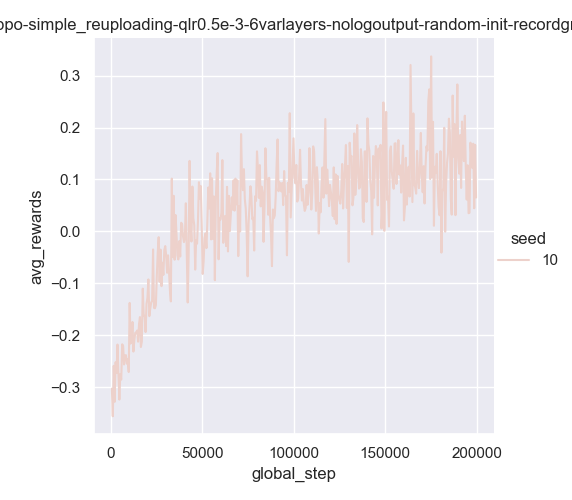 ppo-simple_reuploading-qlr0.5e-3-6varlayers-nologoutput-random-init-recordgr
avg_rewards
0.3
0.2
0.1
0.0
−0.1
−0.2
−0.3
0 50000 100000 150000 200000
global_step
seed
10